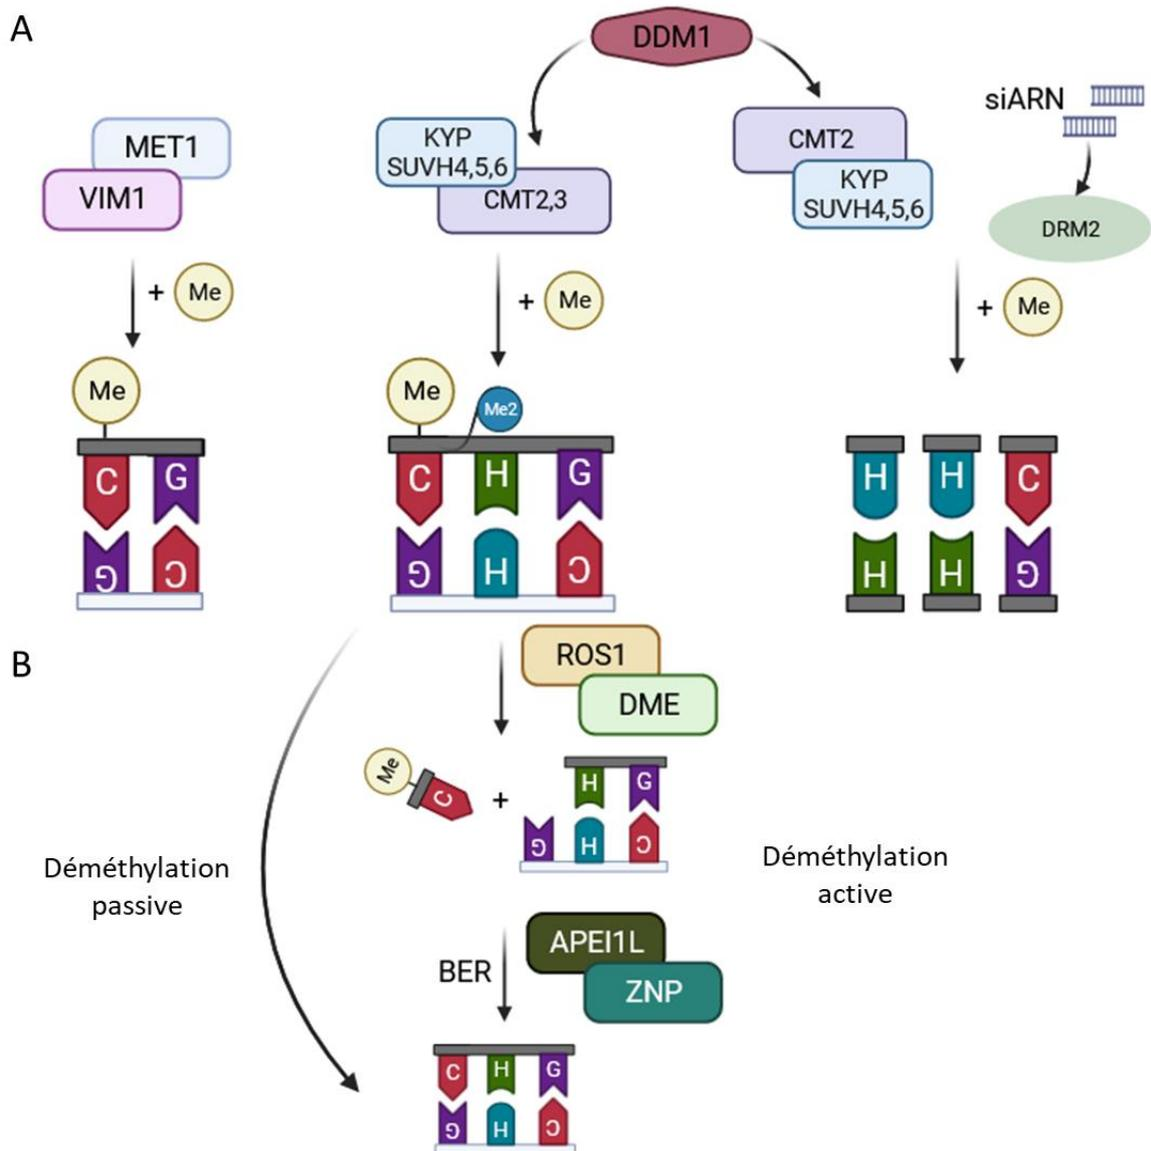 A
DDM1
siARN
MET1
VIM1
KYP
SUVH4,5,6
CMT2,3
CMT2
KYP
SUVH4,5,6
DRM2
+ Me
+ Me
+ Me
Me
Me
Me2
C G
G C
C H G
G H C
H H C
H H G
B
ROS1
DME
Me
C
+
H G
G H C
Déméthylation
passive
Déméthylation
active
APEI1L
ZNP
BER
C H G
G H C